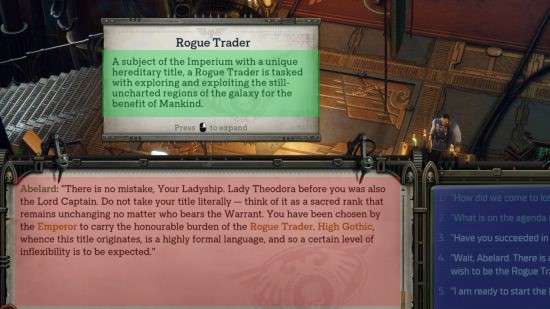 Rogue Trader
A subject of the Imperium with a unique
hereditary title, a Rogue Trader is tasked
with exploring and exploiting the still-
uncharted regions of the galaxy for the
benefit of Mankind.
Press to expand
Abelard: "There is no mistake, Your Ladyship. Lady Theodora before you was also
the Lord Captain. Do not take your title literally — think of it as a sacred rank that
remains unchanging no matter who bears the Warrant. You have been chosen by
the Emperor to carry the honourable burden of the Rogue Trader. High Gothic,
whence this title originates, is a highly formal language, and so a certain level of
inflexibility is to be expected."
1. "How did we come to los
2. "What is on the agenda
3. "Have you succeeded in
4. "Wait, Abelard. There is a
wish to be the Rogue Tra
5. "I am ready to start the